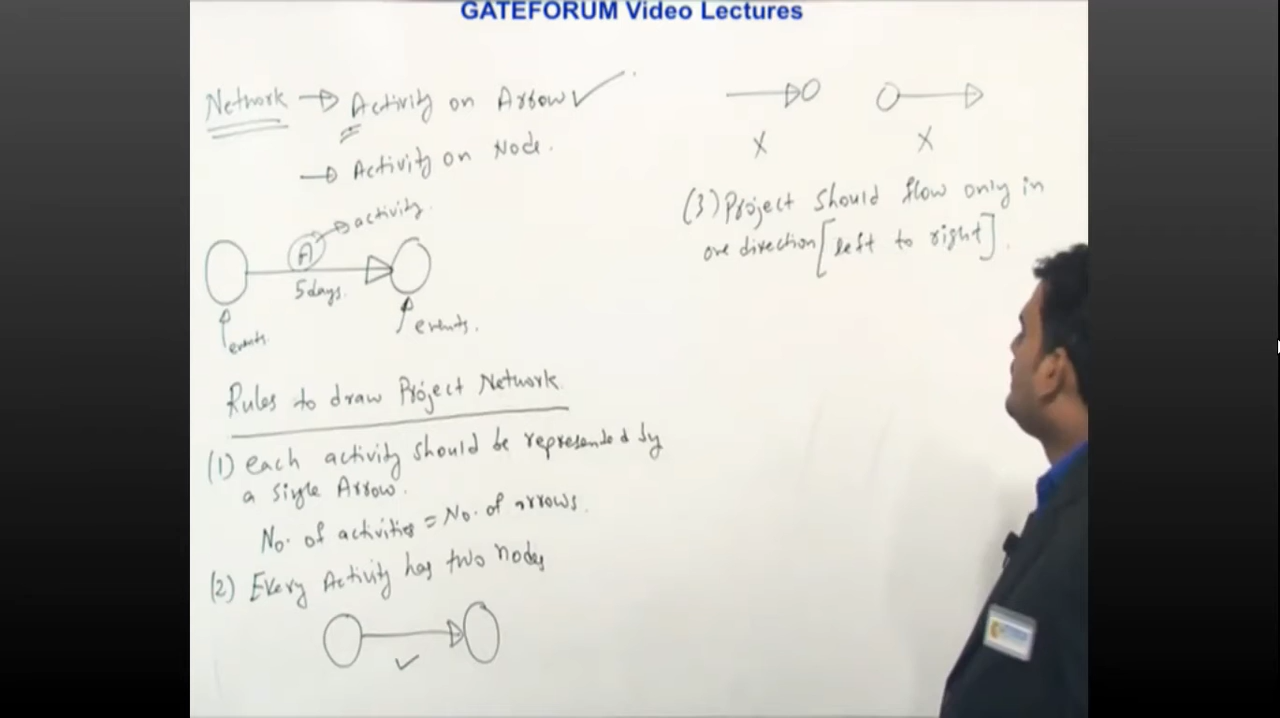 GATEFORUM Video Lectures
Network → Activity on Arrow ✓
→ Activity on Node.
A → activity.
5 days.
events.
events.
Rules to draw Project Network.
(1) each activity should be represented by
a single Arrow.
No. of activities = No. of arrows.
(2) Every Activity has two nodes
✓
X X
(3) Project should flow only in
one direction [left to right].